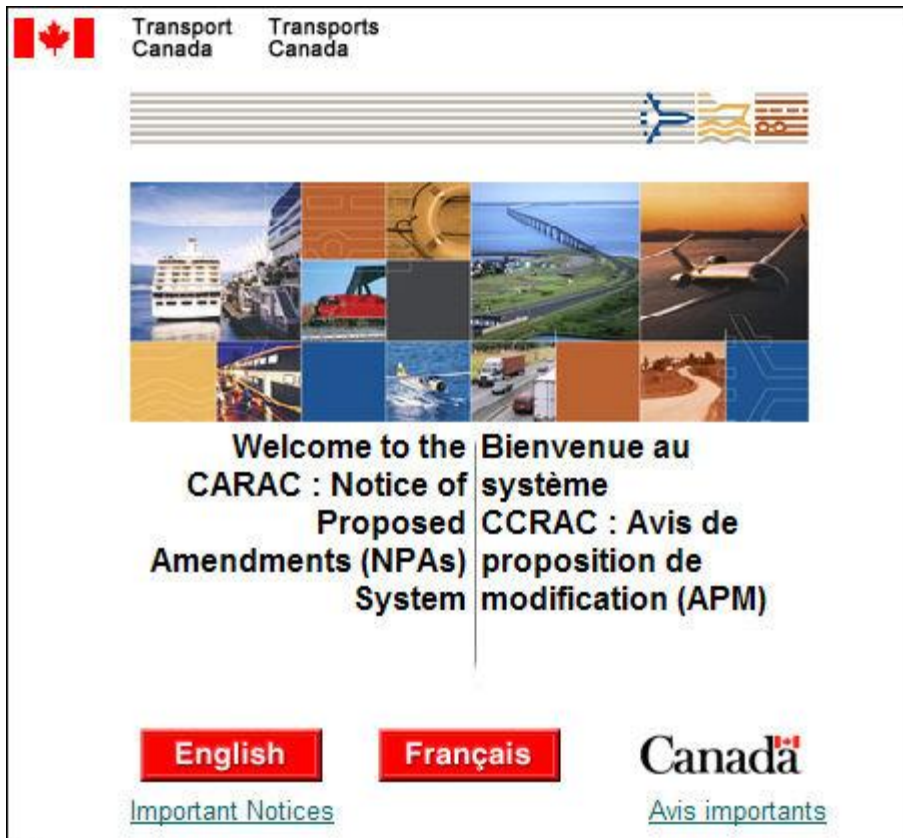 Transport Canada
Transports Canada
Welcome to the
CARAC : Notice of
Proposed
Amendments (NPAs)
System
Bienvenue au
système
CCRAC : Avis de
proposition de
modification (APM)
English
Français
Canada
Important Notices
Avis importants